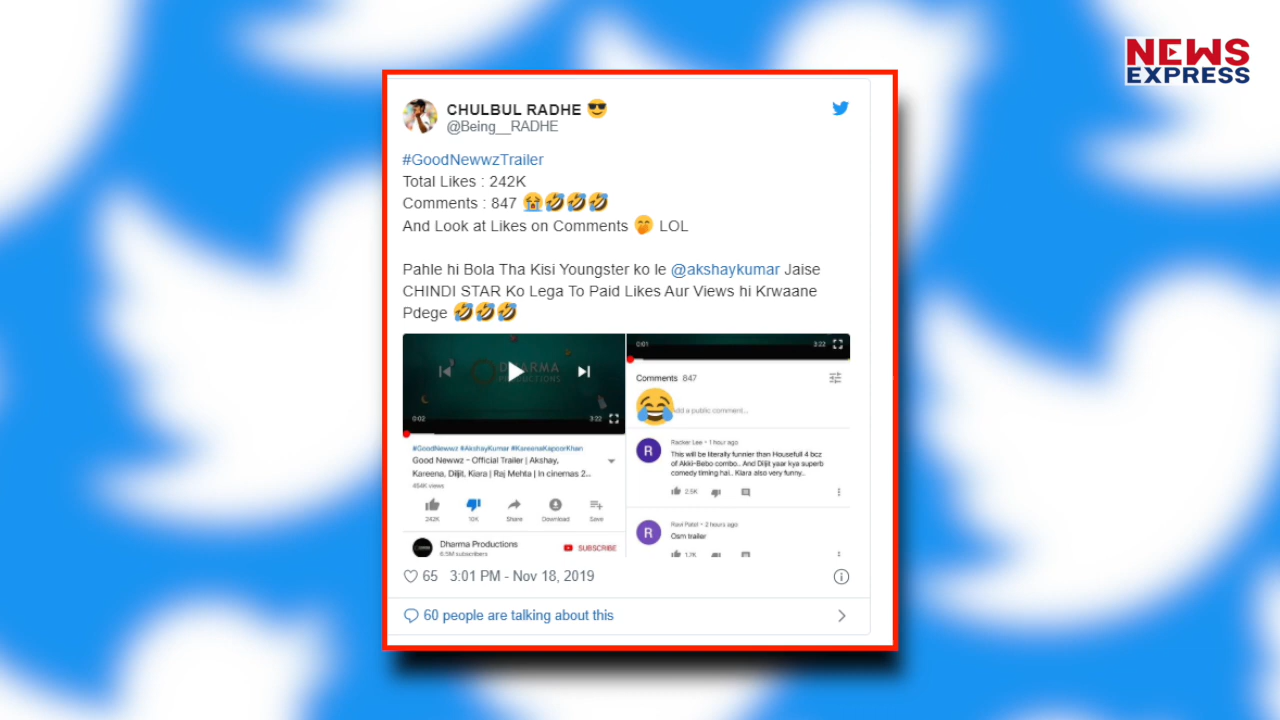 NEWS
EXPRESS
CHULBUL RADHE 😎
@Being__RADHE
#GoodNewwzTrailer
Total Likes : 242K
Comments : 847 😭🤣🤣🤣
And Look at Likes on Comments 🤭 LOL
Pahle hi Bola Tha Kisi Youngster ko le @akshaykumar Jaise
CHINDI STAR Ko Lega To Paid Likes Aur Views hi Krwaane
Pdege 🤣🤣🤣
DHARMA
PRODUCTIONS
0:02 3:22
#GoodNewwz #AkshayKumar #KareenaKapoorKhan
Good Newwz - Official Trailer | Akshay,
Kareena, Diljit, Kiara | Raj Mehta | In cinemas 2...
views
242K 10K Share Download Save
Dharma Productions
subscribers
SUBSCRIBE
0:01 3:22
Comments 847
😂 add a public comment...
R
Racker Lee • 1 hour ago
This will be literally funnier than Housefull 4 bcz
of Akki-Bebo combo.. And Diljit yaar kya superb
comedy timing hai.. Kiara also very funny..
2.5K
R
Ravi Patel • 2 hours ago
Osm trailer
1.7K
65 3:01 PM - Nov 18, 2019
60 people are talking about this